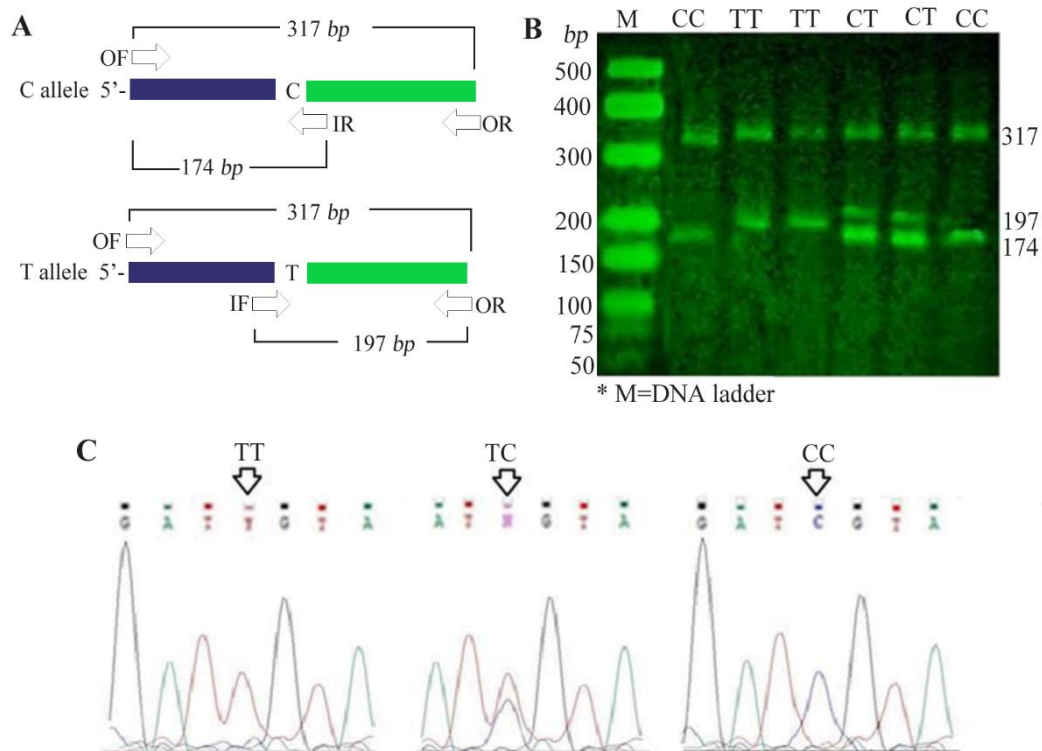 A
317 bp
OF
C allele 5'- C
IR OR
174 bp
317 bp
OF
T allele 5'- T
IF OR
197 bp
B
bp M CC TT TT CT CT CC
500
400
300
200
150
100
75
50
317
197
174
* M=DNA ladder
C
TT TC CC
G A T T G T A A T N G T A G A T C G T A